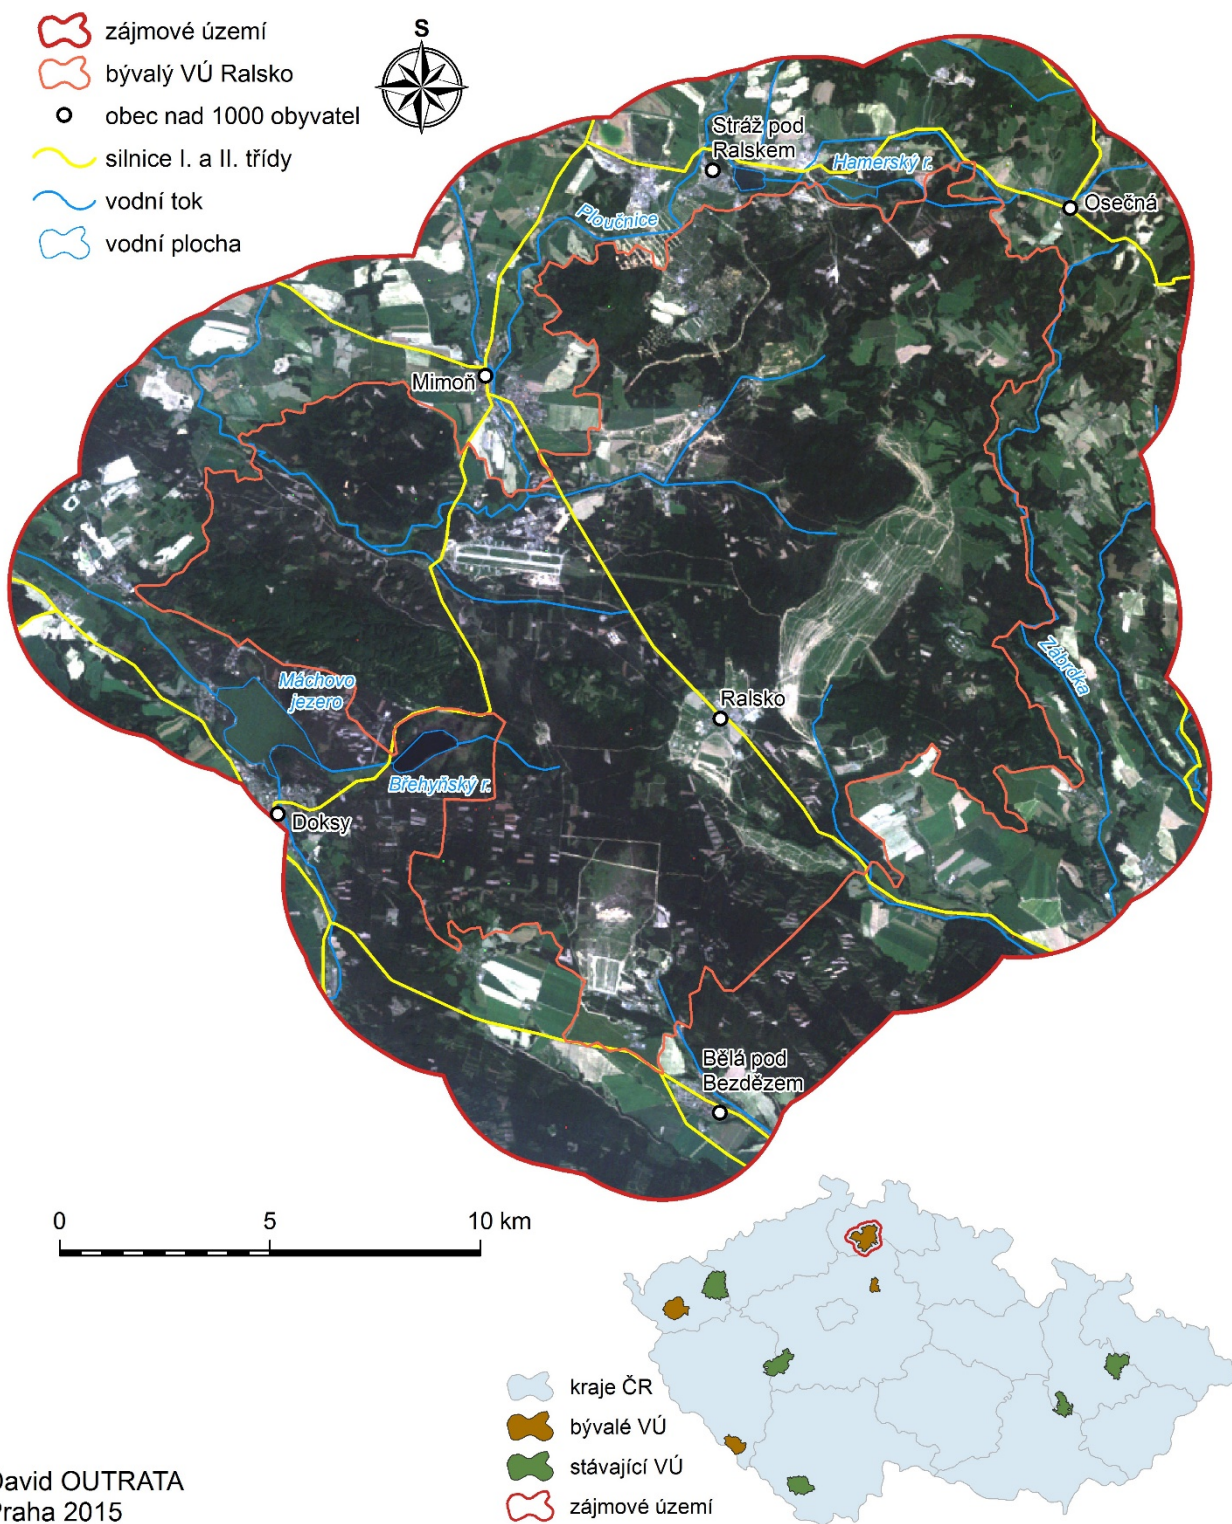 zájmové území
bývalý VÚ Ralsko
obec nad 1000 obyvatel
silnice I. a II. třídy
vodní tok
vodní plocha
S
Stráž pod
Ralskem
Hamerský r.
Osečná
Ploučnice
Mimoň
Máchovo
jezero
Ralsko
Zábrdka
Břehyňský r.
Doksy
Bělá pod
Bezdězem
0 5 10 km
kraje ČR
bývalé VÚ
stávající VÚ
zájmové území
David OUTRATA
Praha 2015